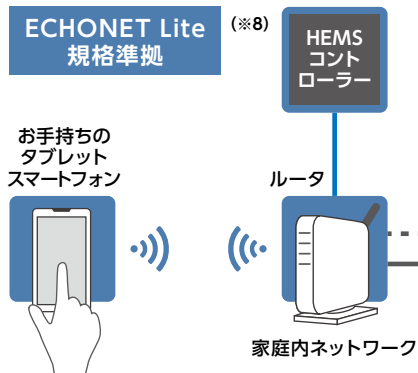 ECHONET Lite
規格準拠
(※8)
HEMS
コント
ローラー
お手持ちの
タブレット
スマートフォン
ルータ
家庭内ネットワーク